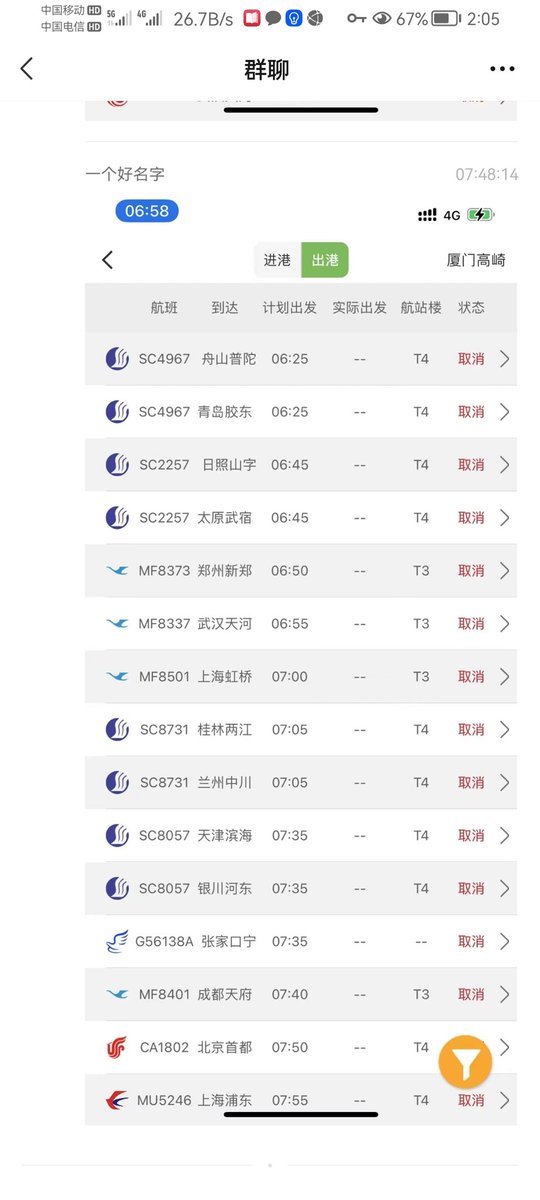 中国移动 HD 5G 4G 26.7B/s 67% 2:05
中国电信 HD
群聊
一个好名字 07:48:14
06:58 4G
进港 出港 厦门高崎
航班 到达 计划出发 实际出发 航站楼 状态
SC4967 舟山普陀 06:25 -- T4 取消
SC4967 青岛胶东 06:25 -- T4 取消
SC2257 日照山字 06:45 -- T4 取消
SC2257 太原武宿 06:45 -- T4 取消
MF8373 郑州新郑 06:50 -- T3 取消
MF8337 武汉天河 06:55 -- T3 取消
MF8501 上海虹桥 07:00 -- T3 取消
SC8731 桂林两江 07:05 -- T4 取消
SC8731 兰州中川 07:05 -- T4 取消
SC8057 天津滨海 07:35 -- T4 取消
SC8057 银川河东 07:35 -- T4 取消
G56138A 张家口宁 07:35 -- -- 取消
MF8401 成都天府 07:40 -- T3 取消
CA1802 北京首都 07:50 -- T4
MU5246 上海浦东 07:55 -- T4 取消